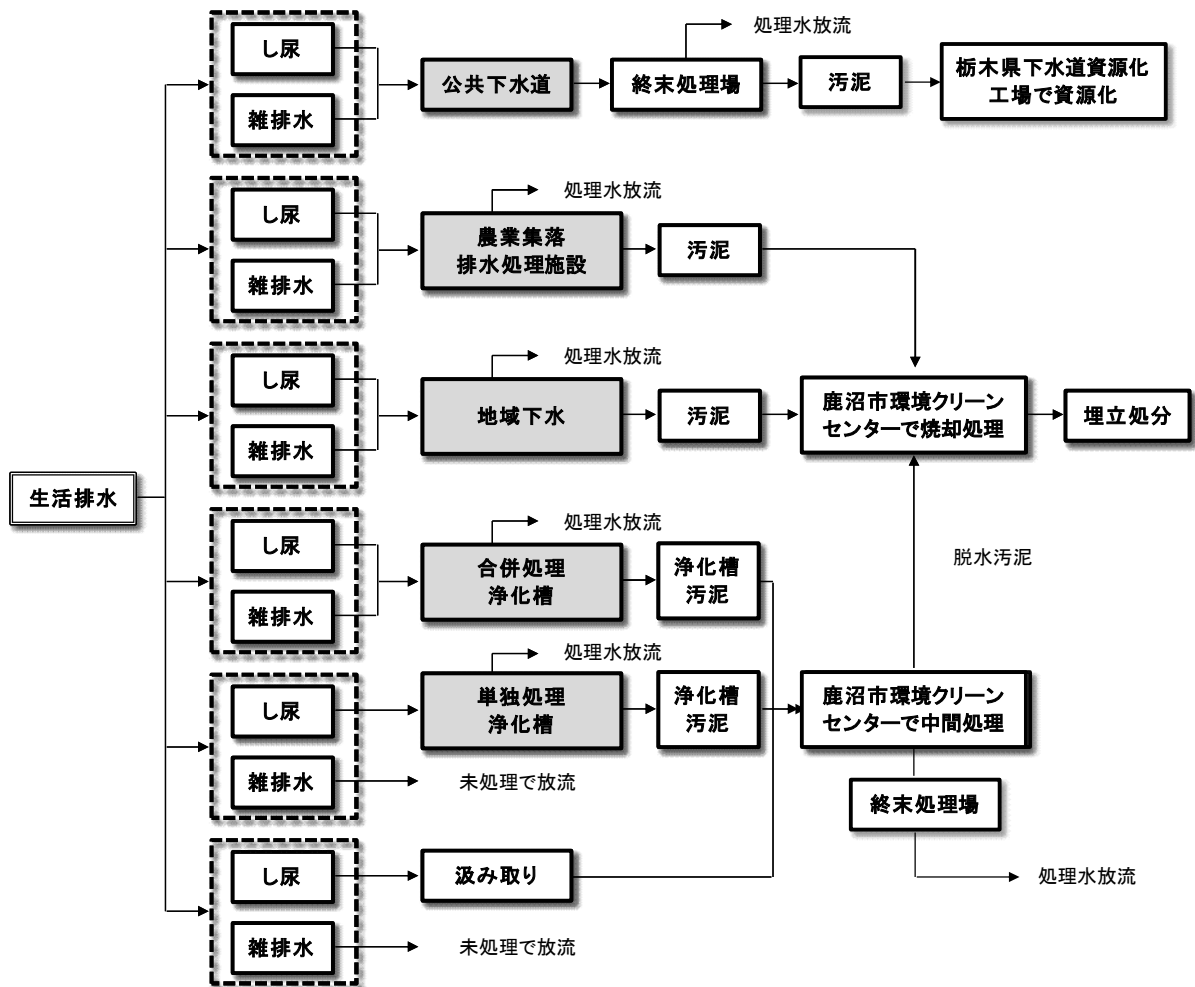 処理水放流
し尿
雑排水
公共下水道
終末処理場
汚泥
栃木県下水道資源化
工場で資源化
処理水放流
し尿
雑排水
農業集落
排水処理施設
汚泥
処理水放流
し尿
雑排水
地域下水
汚泥
鹿沼市環境クリーン
センターで焼却処理
埋立処分
生活排水
処理水放流
し尿
雑排水
合併処理
浄化槽
浄化槽
汚泥
脱水汚泥
処理水放流
し尿
単独処理
浄化槽
浄化槽
汚泥
鹿沼市環境クリーン
センターで中間処理
雑排水
未処理で放流
終末処理場
し尿
汲み取り
処理水放流
雑排水
未処理で放流